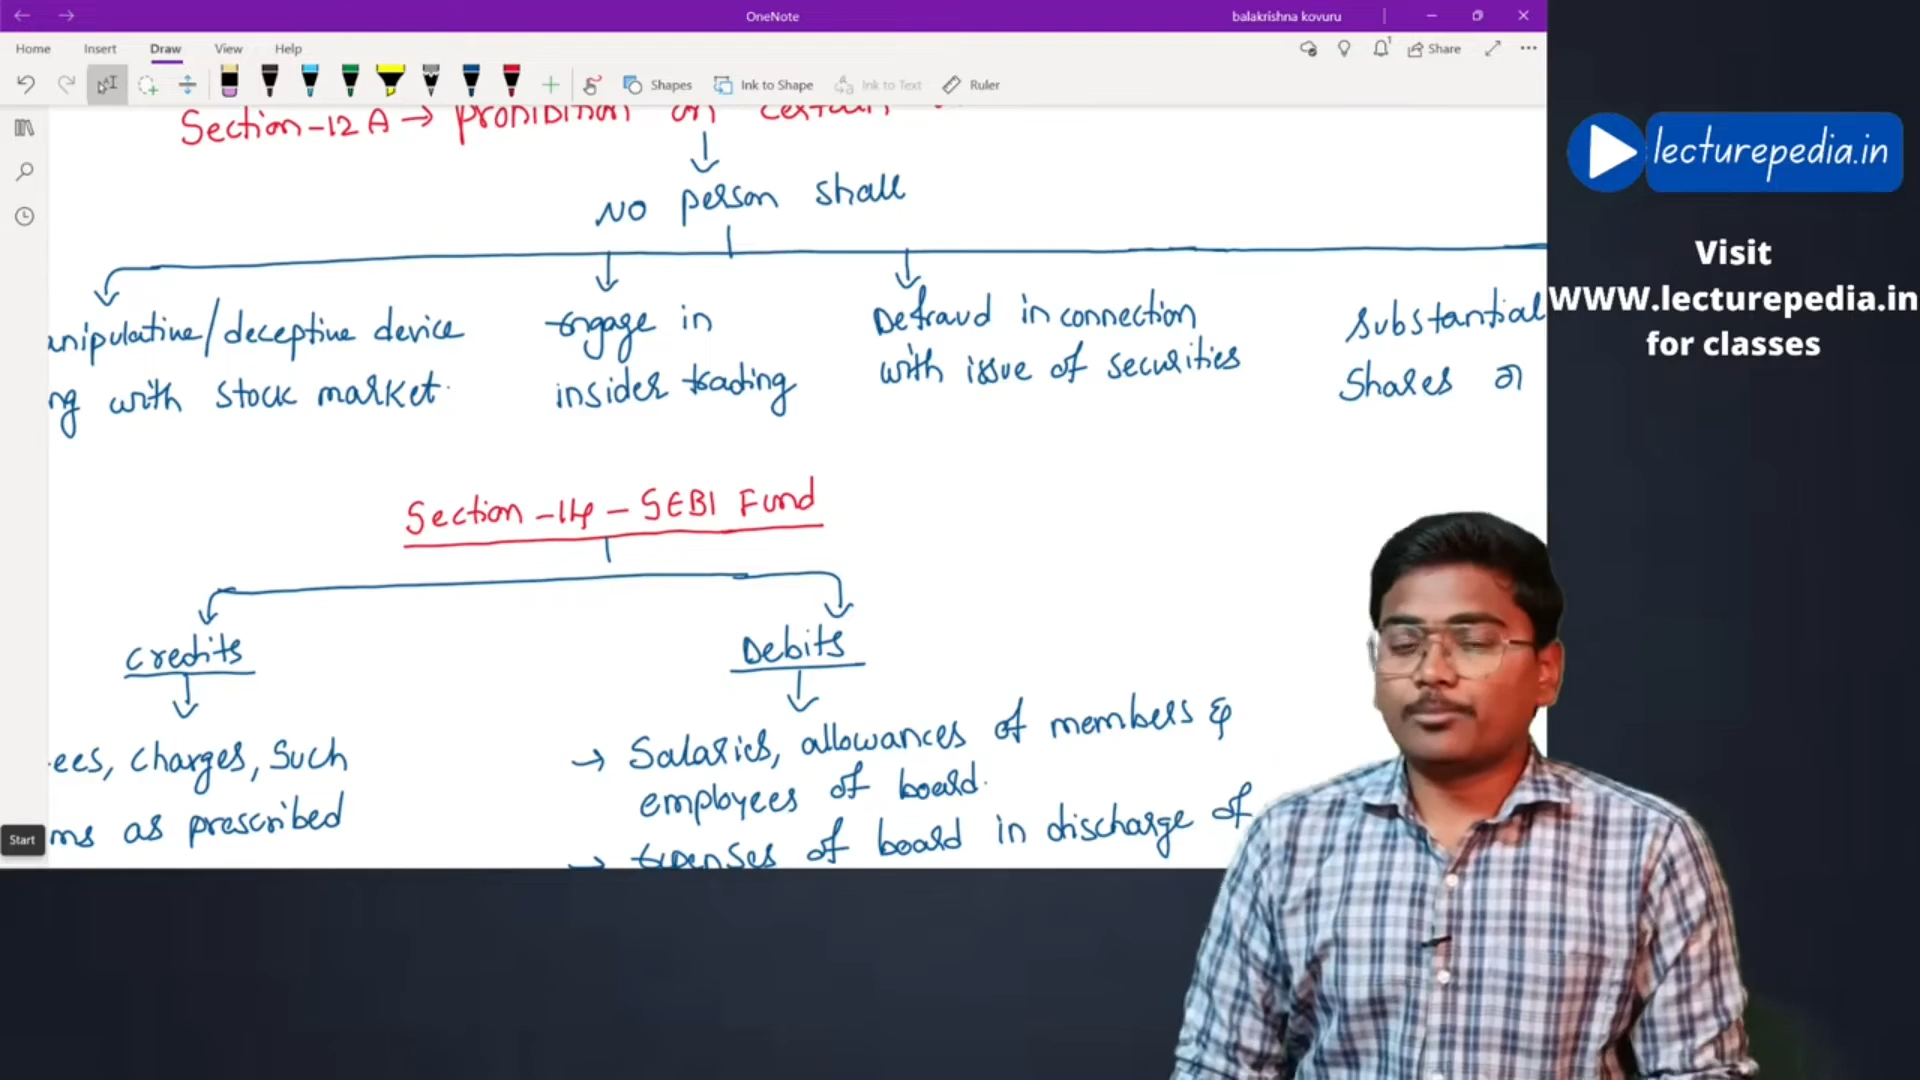 OneNote
balakrishna kovuru
Home Insert Draw View Help
Share
Shapes Ink to Shape Ink to Text Ruler
Section-12A → prohibition on certain
No person shall
anipulative/deceptive device
ng with stock market.
Engage in
insider trading
Defraud in connection
with issue of securities
Substantial
Shares or
Section-14 - SEBI Fund
Credits
Debits
ees, charges, Such
ms as prescribed
→ Salaries, allowances of members &
employees of board.
→ Expenses of board in discharge of
Start
lecturepedia.in
Visit
WWW.lecturepedia.in
for classes